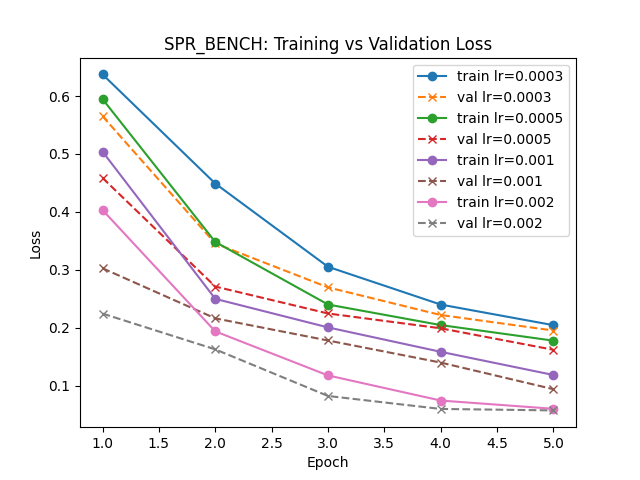 SPR_BENCH: Training vs Validation Loss
train lr=0.0003
val lr=0.0003
train lr=0.0005
val lr=0.0005
train lr=0.001
val lr=0.001
train lr=0.002
val lr=0.002
Loss
0.6
0.5
0.4
0.3
0.2
0.1
1.0 1.5 2.0 2.5 3.0 3.5 4.0 4.5 5.0
Epoch